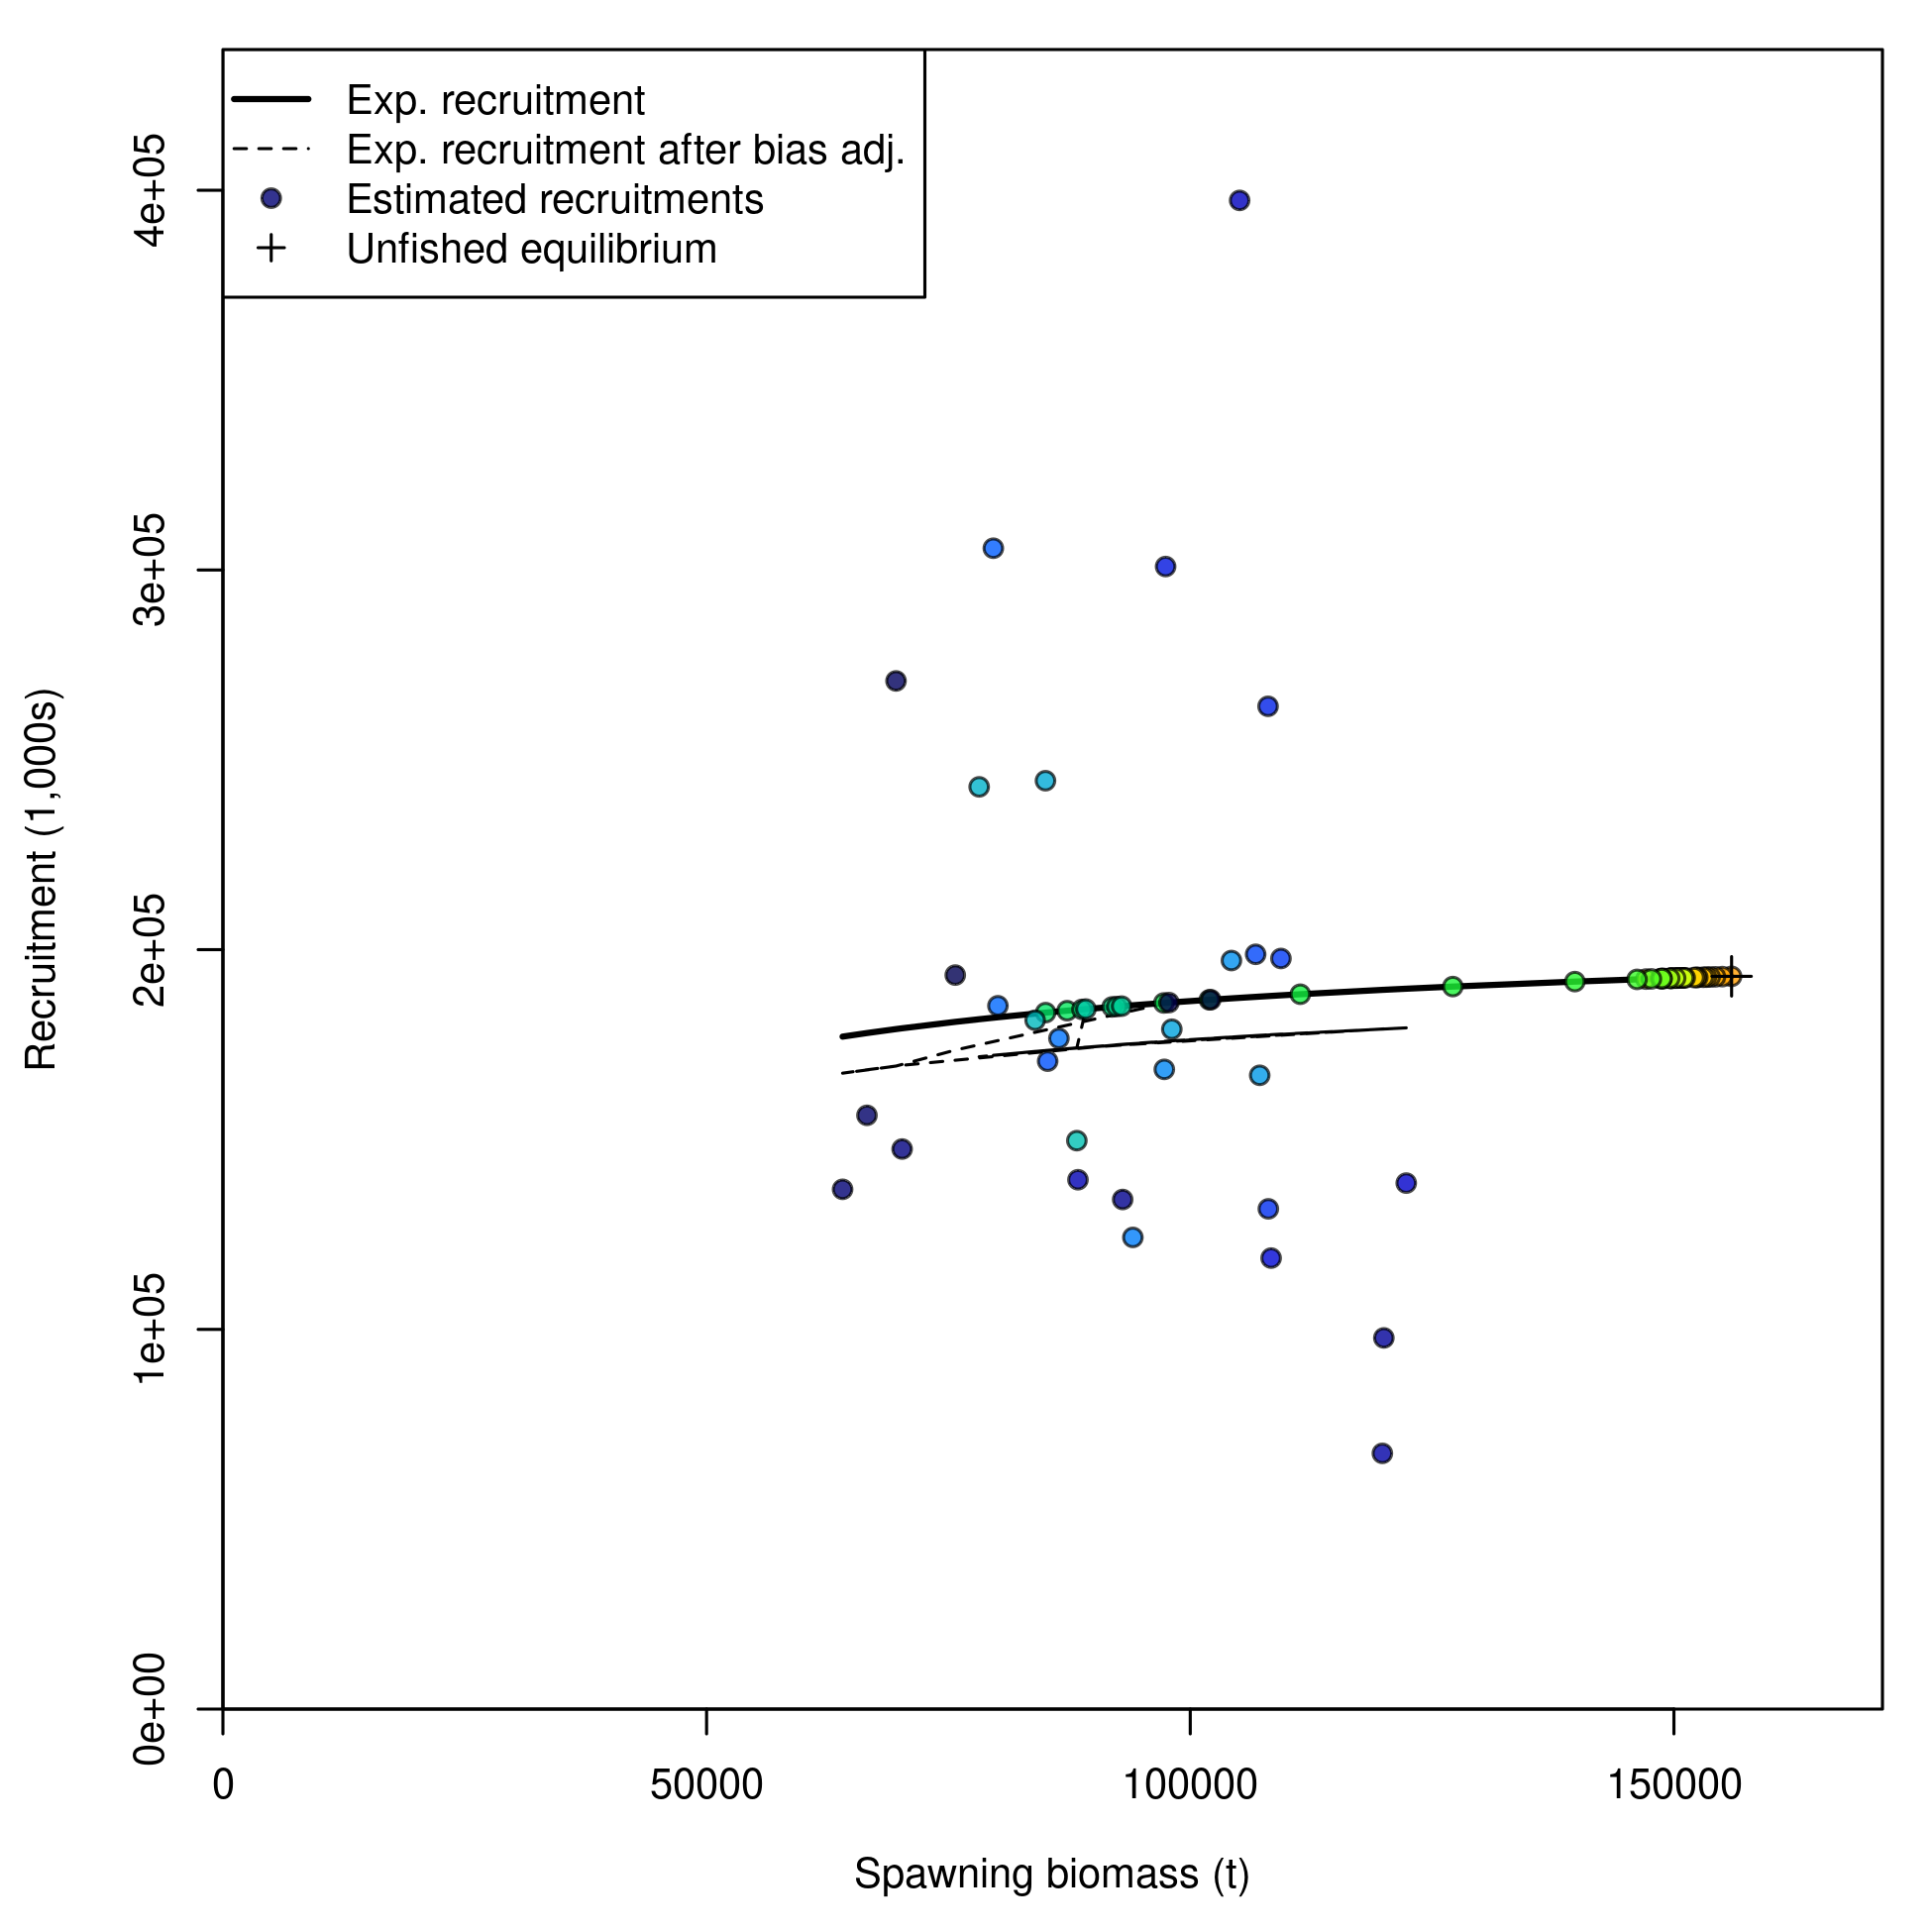 Exp. recruitment
Exp. recruitment after bias adj.
Estimated recruitments
Unfished equilibrium
4e+05
3e+05
2e+05
1e+05
0e+00
Recruitment (1,000s)
0 50000 100000 150000
Spawning biomass (t)